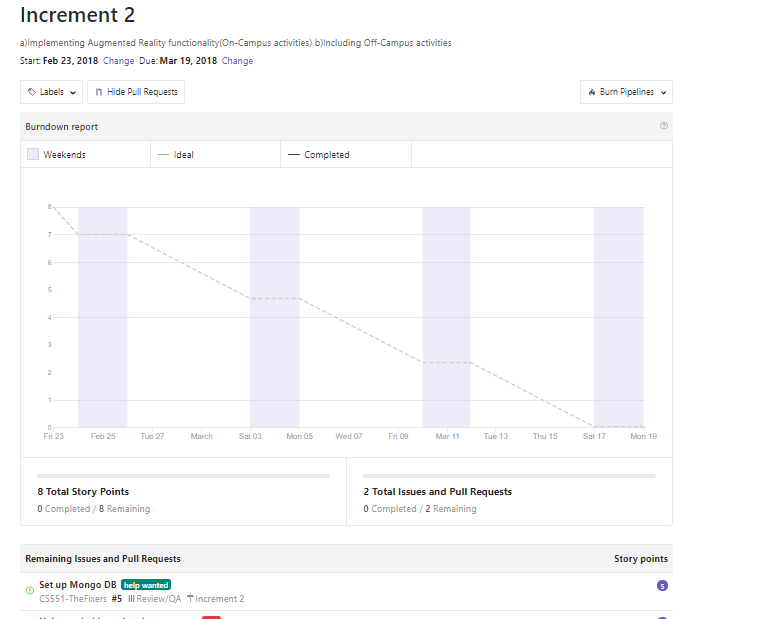 Increment 2
a)Implementing Augmented Reality functionality(On-Campus activities) b)Including Off-Campus activities
Start: Feb 23, 2018 Change Due: Mar 19, 2018 Change
Labels Hide Pull Requests Burn Pipelines
Burndown report
Weekends Ideal Completed
8
7
6
5
4
3
2
1
0
Fri 23 Feb 25 Tue 27 March Sat 03 Mon 05 Wed 07 Fri 09 Mar 11 Tue 13 Thu 15 Sat 17 Mon 19
8 Total Story Points 2 Total Issues and Pull Requests
0 Completed / 8 Remaining 0 Completed / 2 Remaining
Remaining Issues and Pull Requests Story points
Set up Mongo DB help wanted 5
CS551-TheFixers #5 Review/QA Increment 2